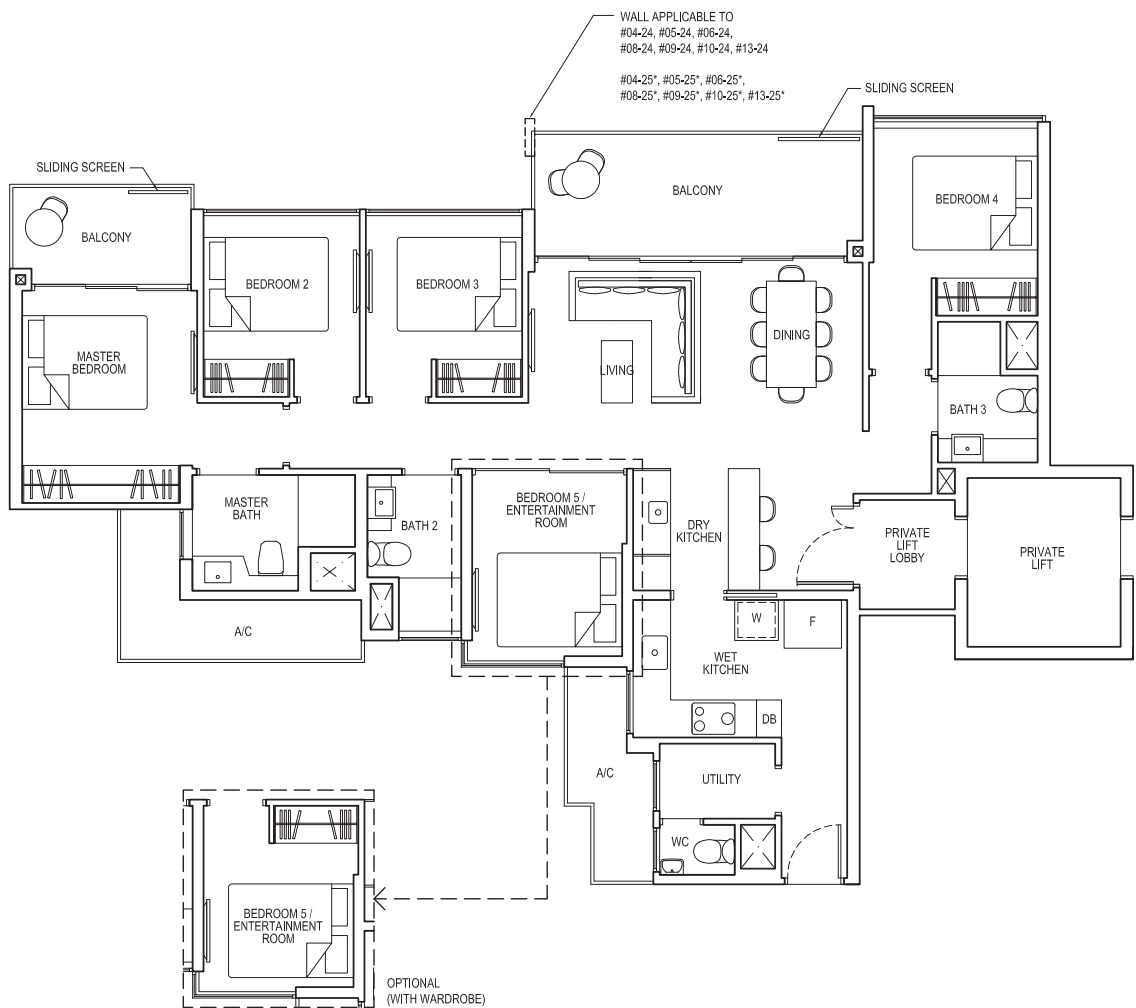 WALL APPLICABLE TO
#04-24, #05-24, #06-24,
#08-24, #09-24, #10-24, #13-24
#04-25*, #05-25*, #06-25*,
#08-25*, #09-25*, #10-25*, #13-25*
SLIDING SCREEN
SLIDING SCREEN
BALCONY
BALCONY
BEDROOM 4
BEDROOM 2
BEDROOM 3
MASTER
BEDROOM
LIVING
DINING
BATH 3
MASTER
BATH
BATH 2
BEDROOM 5 /
ENTERTAINMENT
ROOM
DRY
KITCHEN
PRIVATE
LIFT
LOBBY
PRIVATE
LIFT
A/C
W
F
WET
KITCHEN
DB
A/C
UTILITY
WC
BEDROOM 5 /
ENTERTAINMENT
ROOM
OPTIONAL
(WITH WARDROBE)